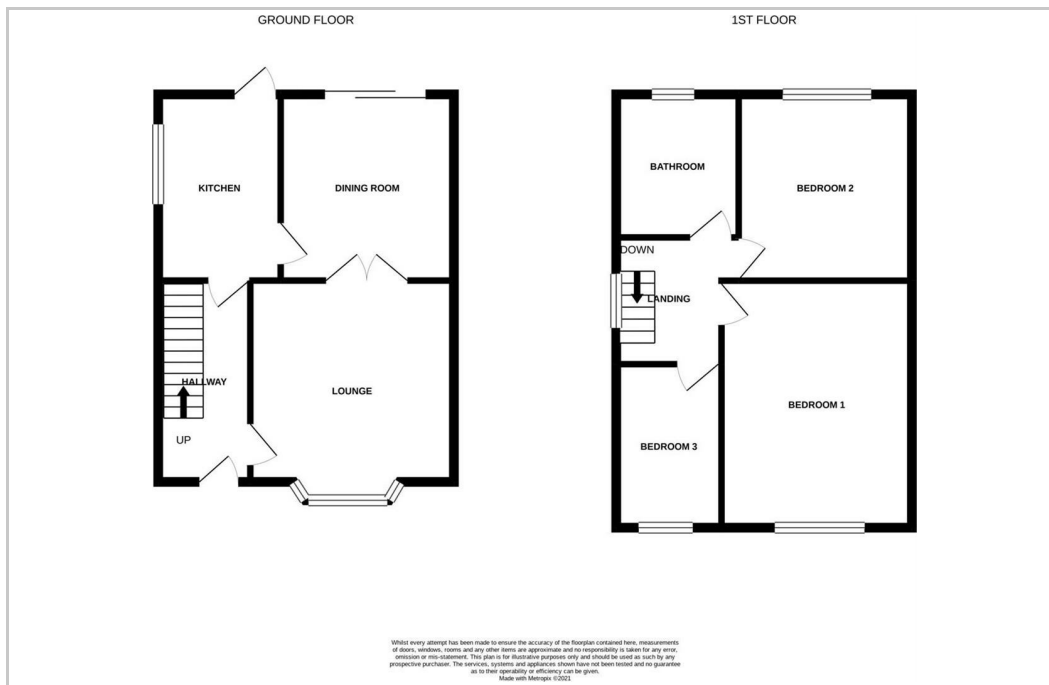 GROUND FLOOR
1ST FLOOR
KITCHEN
DINING ROOM
HALLWAY
UP
LOUNGE
BATHROOM
BEDROOM 2
DOWN
LANDING
BEDROOM 3
BEDROOM 1
Whilst every attempt has been made to ensure the accuracy of the floorplan contained here, measurements
of doors, windows, rooms and any other items are approximate and no responsibility is taken for any error,
omission or mis-statement. This plan is for illustrative purposes only and should be used as such by any
prospective purchaser. The services, systems and appliances shown have not been tested and no guarantee
as to their operability or efficiency can be given.
Made with Metropix ©2021